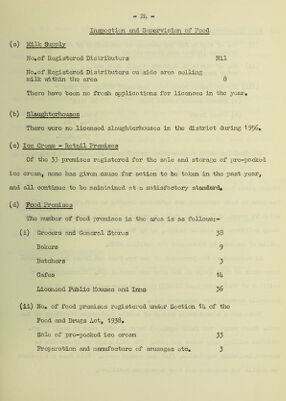 - 24 -
Inspection and Supervision of Food
(a) Milk Supply
No. of Registered Distributors Nil
No. of Registered Distributors outside area selling
milk within the area 8
There have been no fresh applications for licences in the year.
(b) Slaughterhouses
There were no licensed slaughterhouses in the district during 1956.
(c) Ice Cream - Retail Premises
Of the 33 premises registered for the sale and storage of pre-packed
ice cream, none has given cause for action to be taken in the past year,
and all continue to be maintained at a satisfactory standard.
(d) Food Premises
The number of food premises in the area is as follows:-
(i) Grocers and General Stores 38
Bakers 9
Butchers 3
Cafes 14
Licensed Public Houses and Inns 36
(ii) No. of food premises registered under Section 14 of the
Food and Drugs Act, 1938.
Sale of pre-packed ice cream 33
Preparation and manufacture of sausages etc. 3